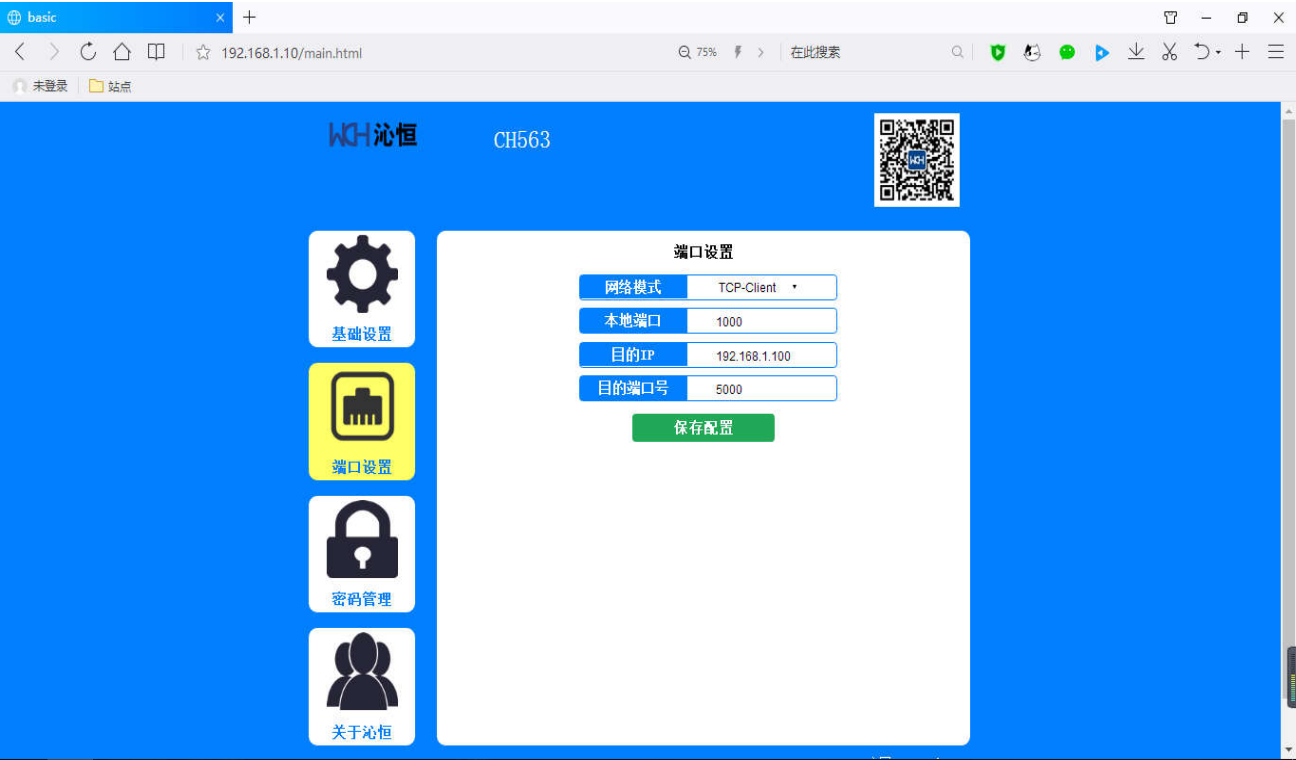 basic
192.168.1.10/main.html
75%
在此搜索
未登录
站点
WCH沁恒
CH563
WCH
基础设置
端口设置
密码管理
关于沁恒
端口设置
网络模式 TCP-Client
本地端口 1000
目的IP 192.168.1.100
目的端口号 5000
保存配置